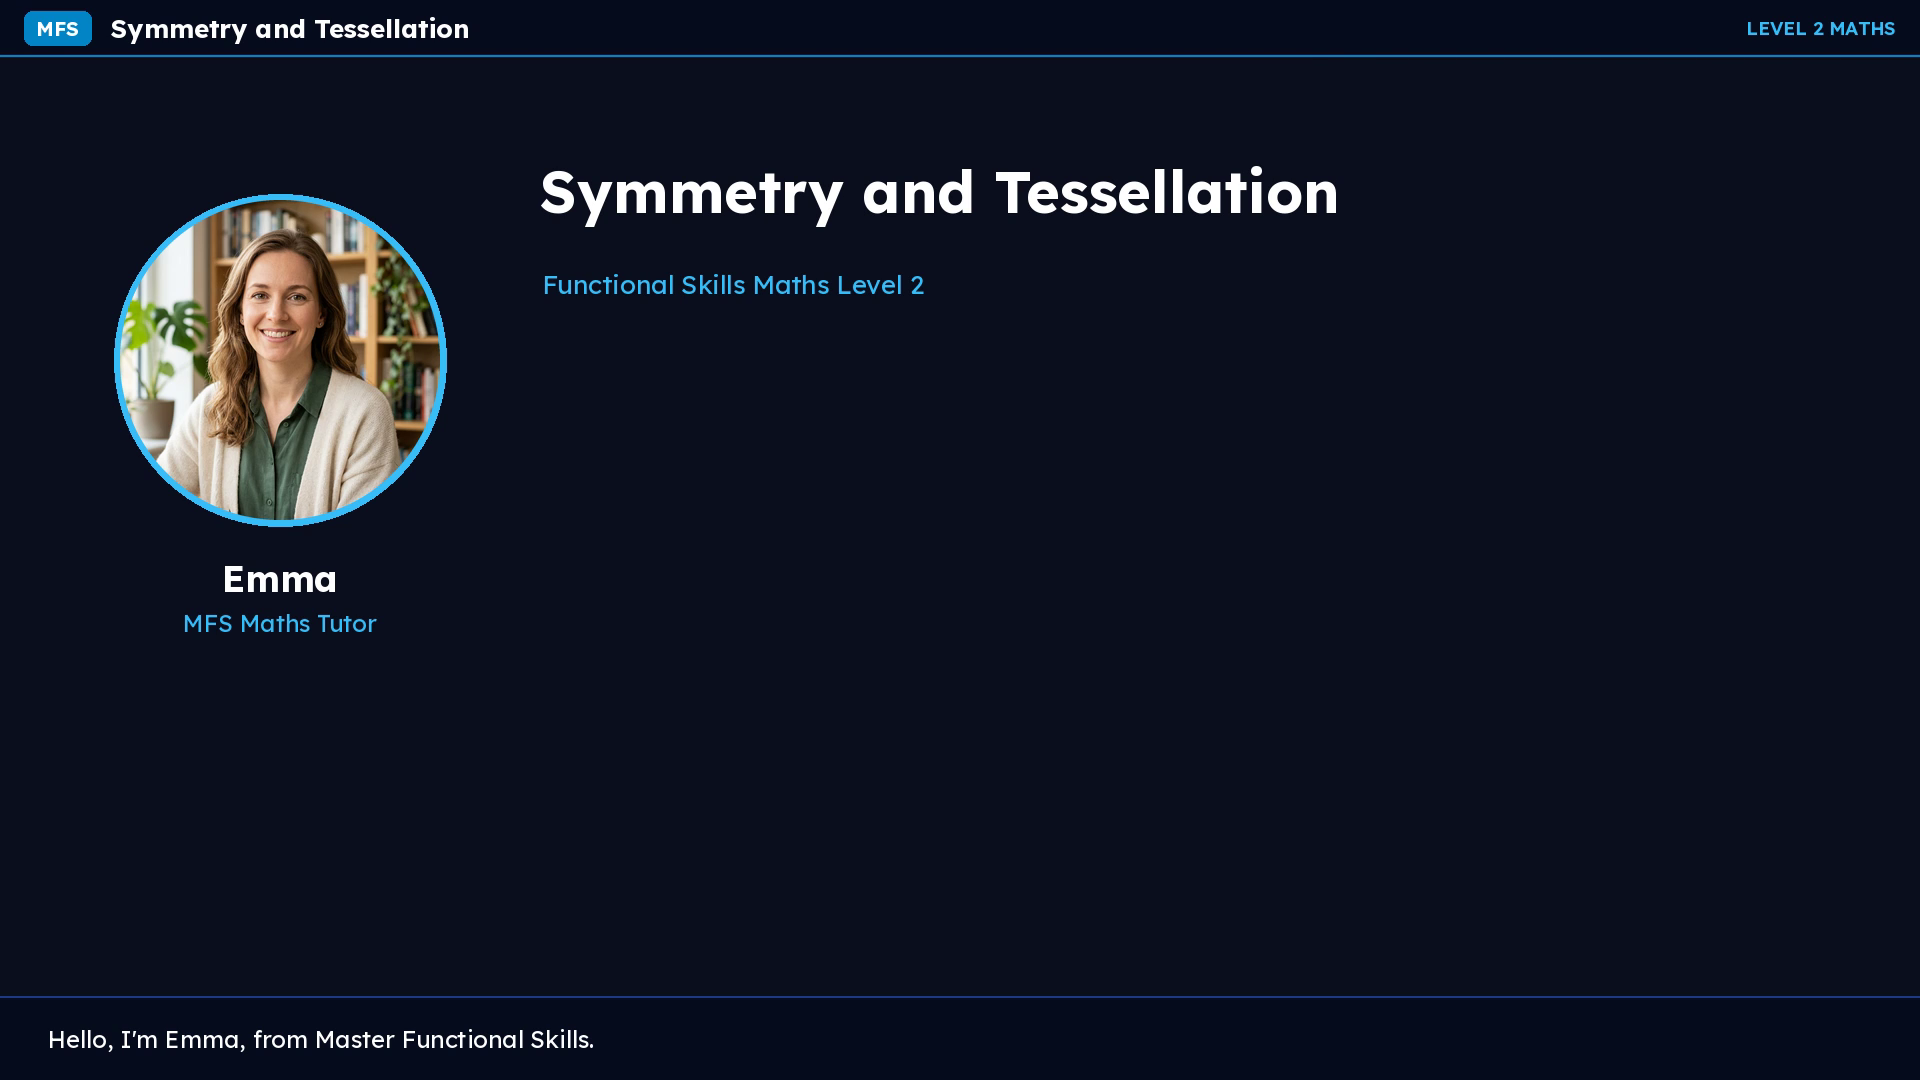 MFS Symmetry and Tessellation
LEVEL 2 MATHS
Symmetry and Tessellation
Functional Skills Maths Level 2
Emma
MFS Maths Tutor
Hello, I'm Emma, from Master Functional Skills.